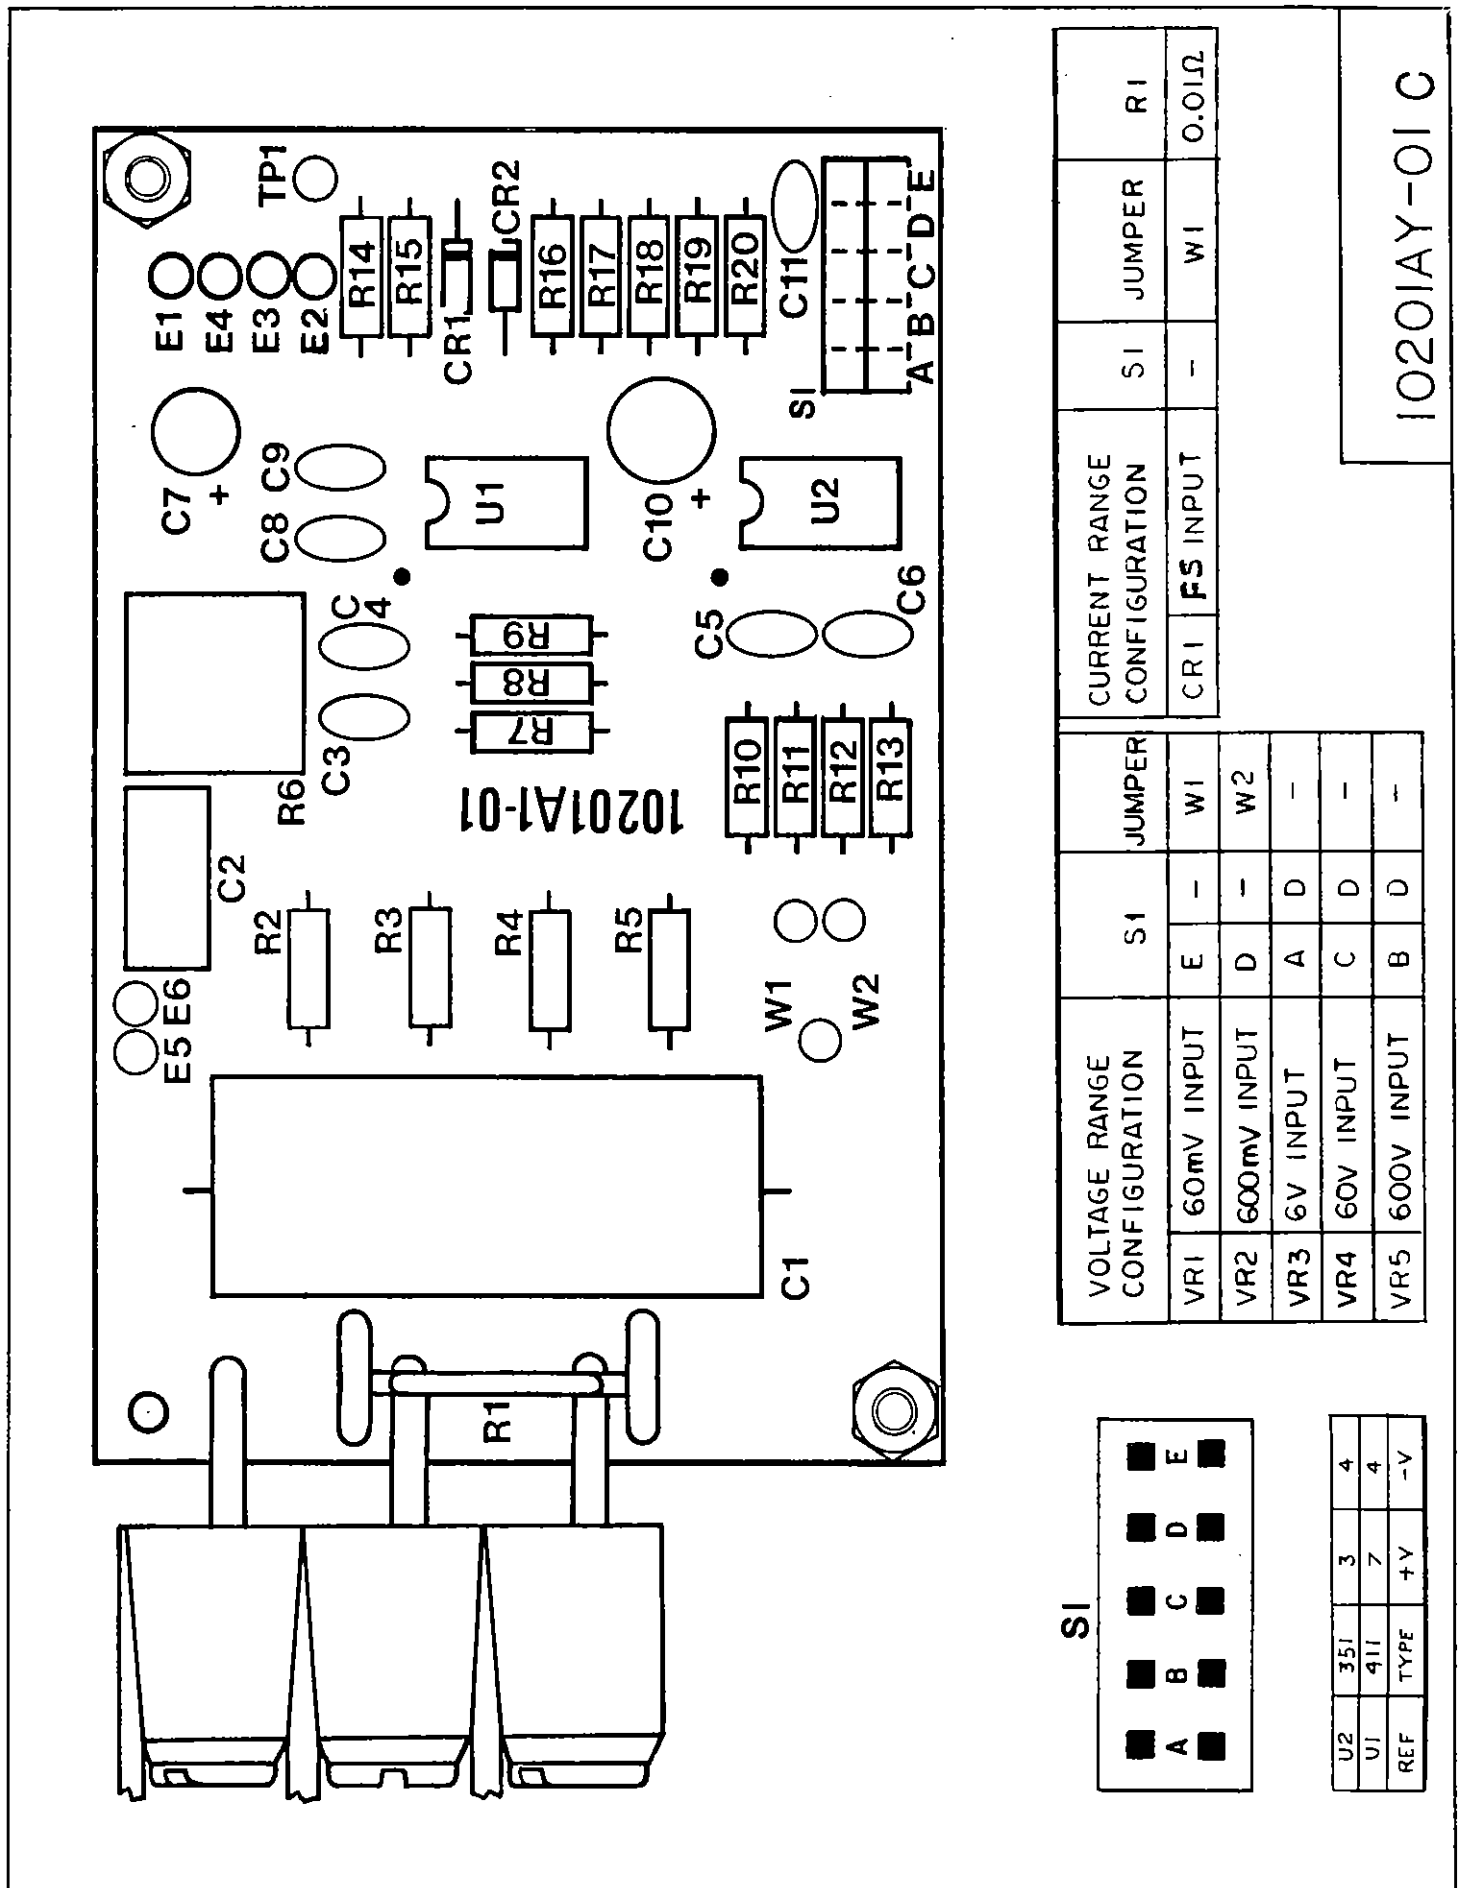 TP1
E1
E4
E3
E2
R14
R15
CR1
CR2
R16
R17
R18
R19
R20
C11
S1
A B C D E
C7
+
C8
C9
U1
C10
+
U2
R6
C3
C
4
R9
R8
R7
C5
C6
10201A1-01
R10
R11
R12
R13
C2
E5 E6
R2
R3
R4
R5
W1
W2
C1
R1
S1
A B C D E
U2 351 3 4
U1 411 7 4
REF TYPE +V -V
VOLTAGE RANGE
CONFIGURATION
S1 JUMPER
VR1 60mV INPUT E - W1
VR2 600mV INPUT D - W2
VR3 6V INPUT A D -
VR4 60V INPUT C D -
VR5 600V INPUT B D -
CURRENT RANGE
CONFIGURATION
S1 JUMPER R1
CR1 FS INPUT - W1 0.01Ω
10201AY-01 C